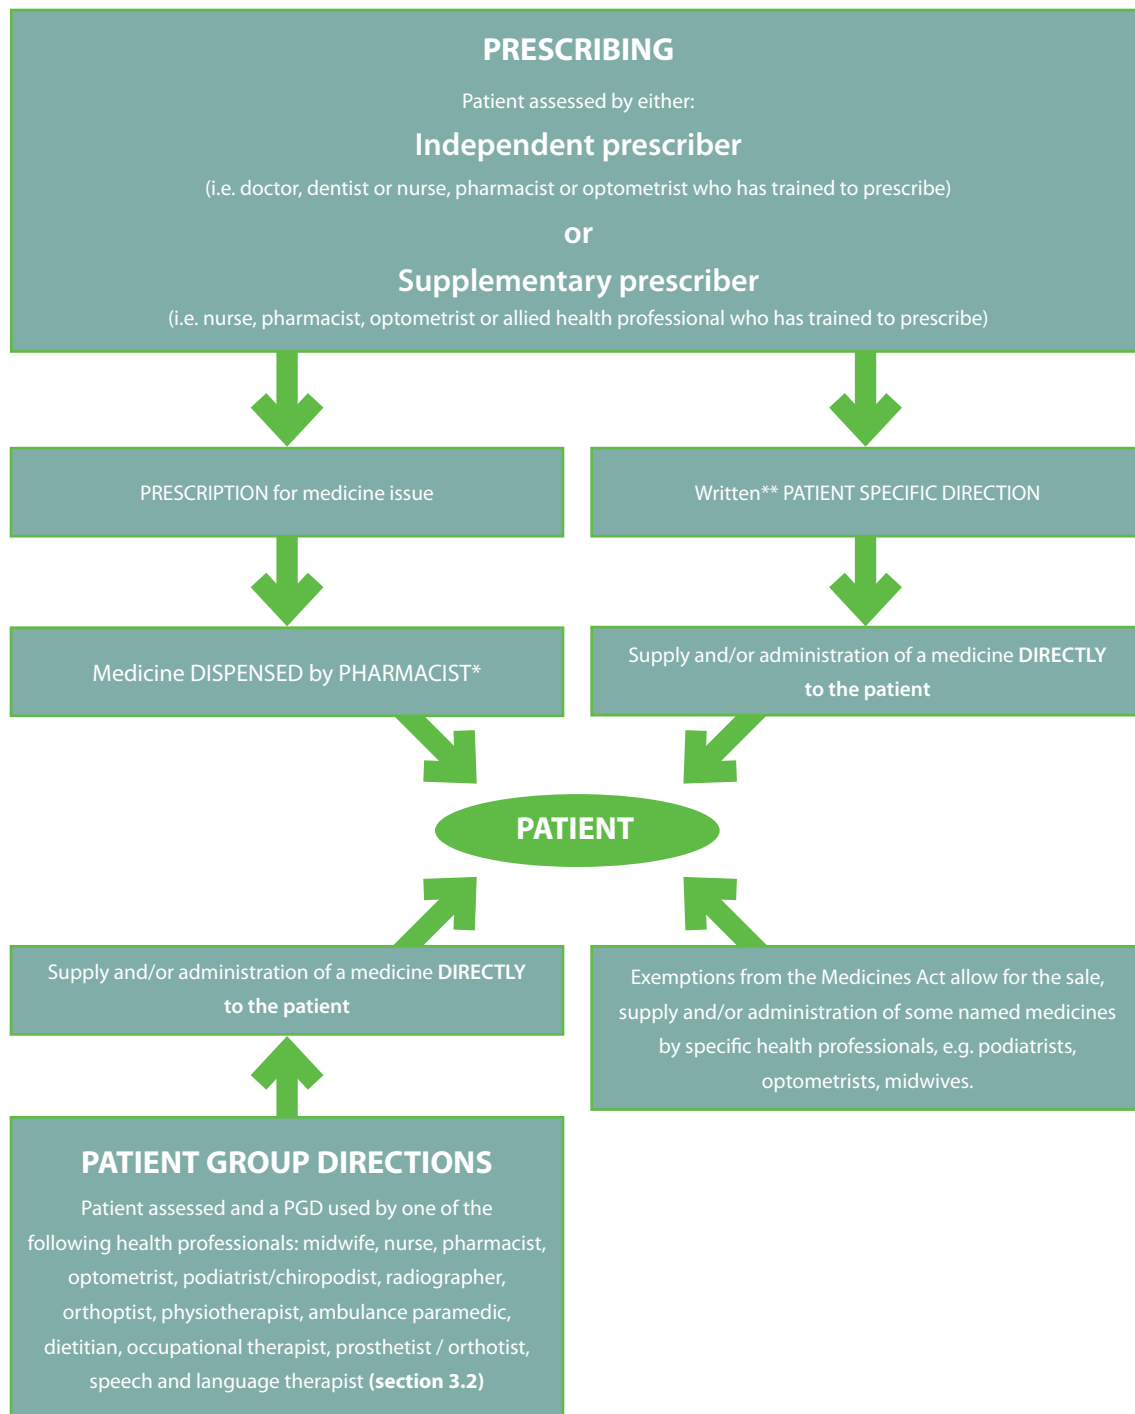 PRESCRIBING
Patient assessed by either:
Independent prescriber
(i.e. doctor, dentist or nurse, pharmacist or optometrist who has trained to prescribe)
or
Supplementary prescriber
(i.e. nurse, pharmacist, optometrist or allied health professional who has trained to prescribe)
PRESCRIPTION for medicine issue
Written** PATIENT SPECIFIC DIRECTION
Medicine DISPENSED by PHARMACIST*
Supply and/or administration of a medicine DIRECTLY
to the patient
PATIENT
Supply and/or administration of a medicine DIRECTLY
to the patient
Exemptions from the Medicines Act allow for the sale,
supply and/or administration of some named medicines
by specific health professionals, e.g. podiatrists,
optometrists, midwives.
PATIENT GROUP DIRECTIONS
Patient assessed and a PGD used by one of the
following health professionals: midwife, nurse, pharmacist,
optometrist, podiatrist/chiropodist, radiographer,
orthoptist, physiotherapist, ambulance paramedic,
dietitian, occupational therapist, prosthetist / orthotist,
speech and language therapist (section 3.2)